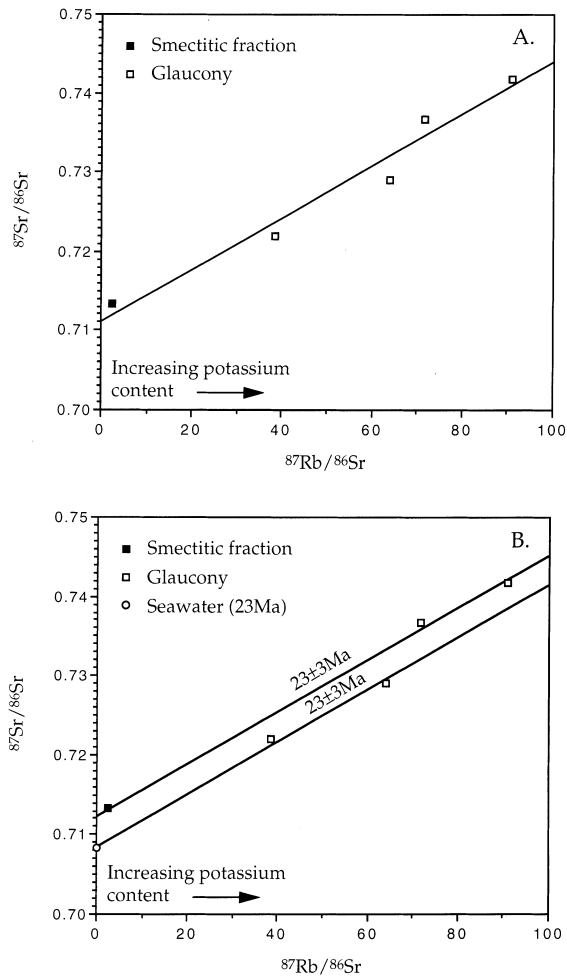 0.75
A.
Smectitic fraction
Glaucony
0.74
0.73
⁸⁷Sr/⁸⁶Sr
0.72
0.71
Increasing potassium
content
0.70
0 20 40 60 80 100
⁸⁷Rb/⁸⁶Sr
0.75
B.
Smectitic fraction
Glaucony
Seawater (23Ma)
0.74
23±3Ma
23±3Ma
0.73
⁸⁷Sr/⁸⁶Sr
0.72
0.71
Increasing potassium
content
0.70
0 20 40 60 80 100
⁸⁷Rb/⁸⁶Sr